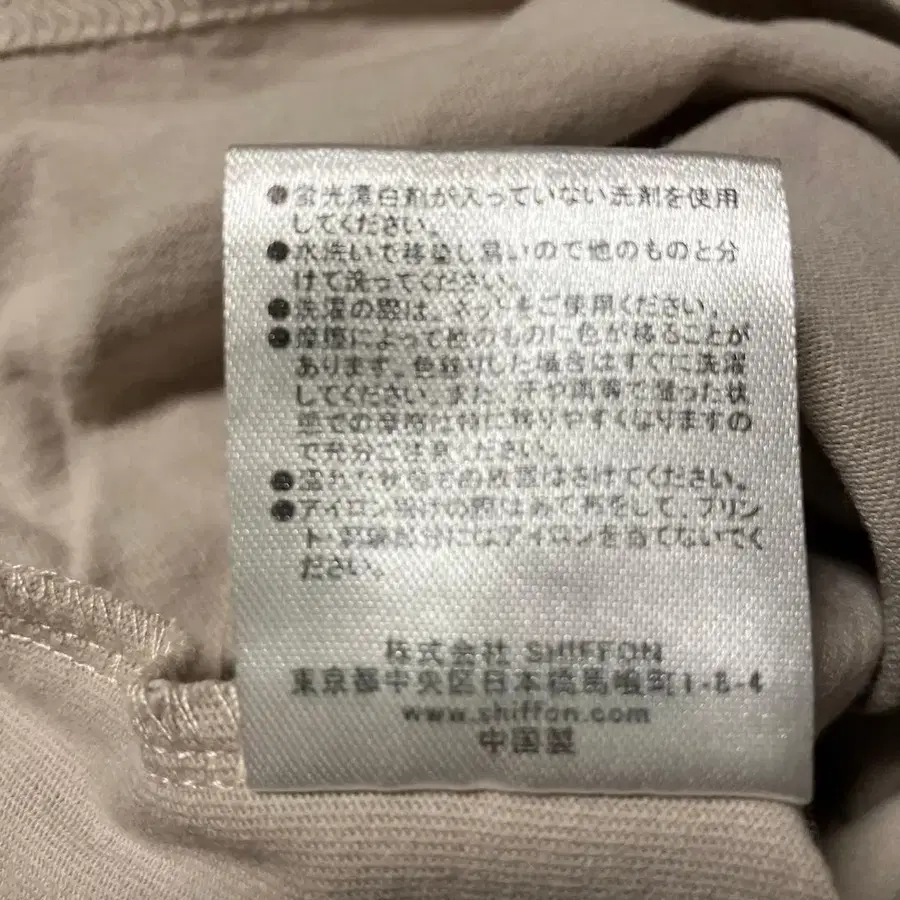 ●蛍光漂白剤が入っていない洗剤を使用
してください。
●水洗いで移染し易いので他のものと分
けて洗ってください。
●洗濯の際は、ネットをご使用ください。
●摩擦によって他のものに色が移ることが
あります。色移りした場合はすぐに洗濯
してください。また、汗や雨等で湿った状
態での摩擦は特に移りやすくなりますの
で充分ご注意ください。
●濡れた状態での放置はさけてください。
●アイロン掛けの際はあて布をして、プリン
ト・刺繍部分にはアイロンを当てないでく
ださい。
株式会社 SHIFFON
東京都中央区日本橋馬喰町1-8-4
www.shiffon.com
中国製